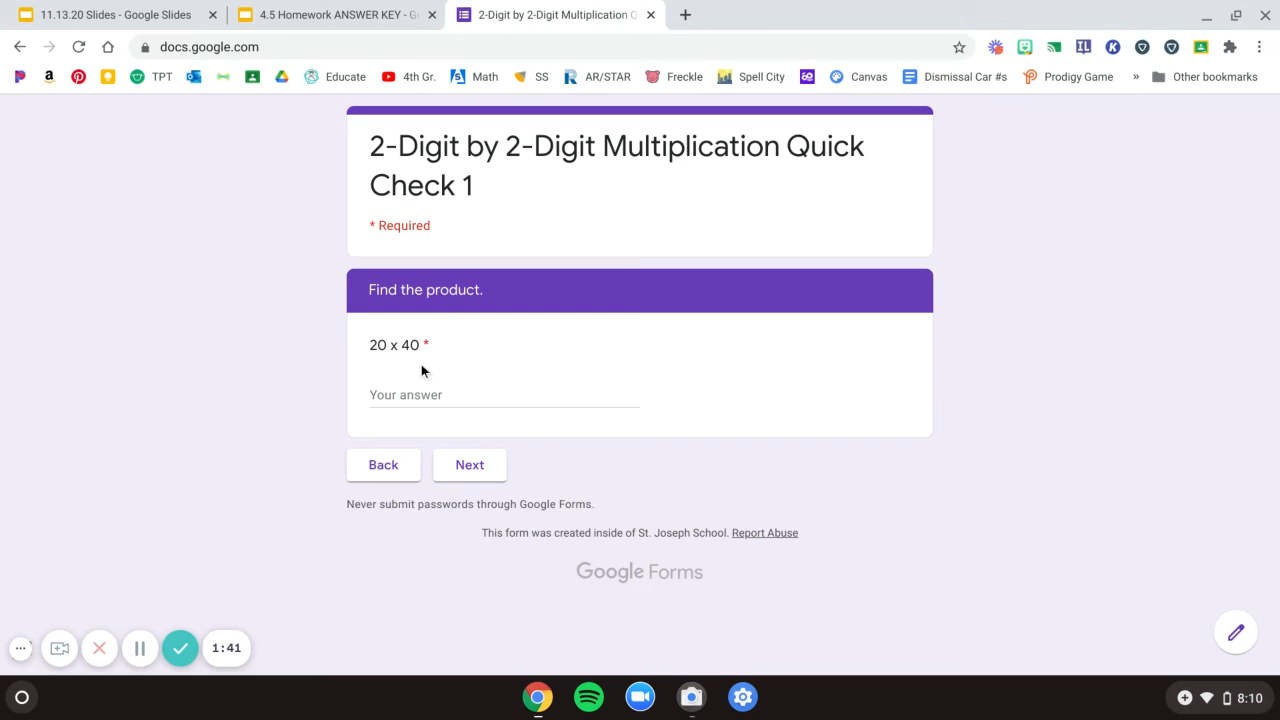 11.13.20 Slides - Google Slides
4.5 Homework ANSWER KEY - G
2-Digit by 2-Digit Multiplication Q
docs.google.com
TPT
Educate
4th Gr.
Math
SS
AR/STAR
Freckle
Spell City
Canvas
Dismissal Car #s
Prodigy Game
»
Other bookmarks
2-Digit by 2-Digit Multiplication Quick
Check 1
* Required
Find the product.
20 x 40 *
Your answer
Back
Next
Never submit passwords through Google Forms.
This form was created inside of St. Joseph School. Report Abuse
Google Forms
1:41
8:10